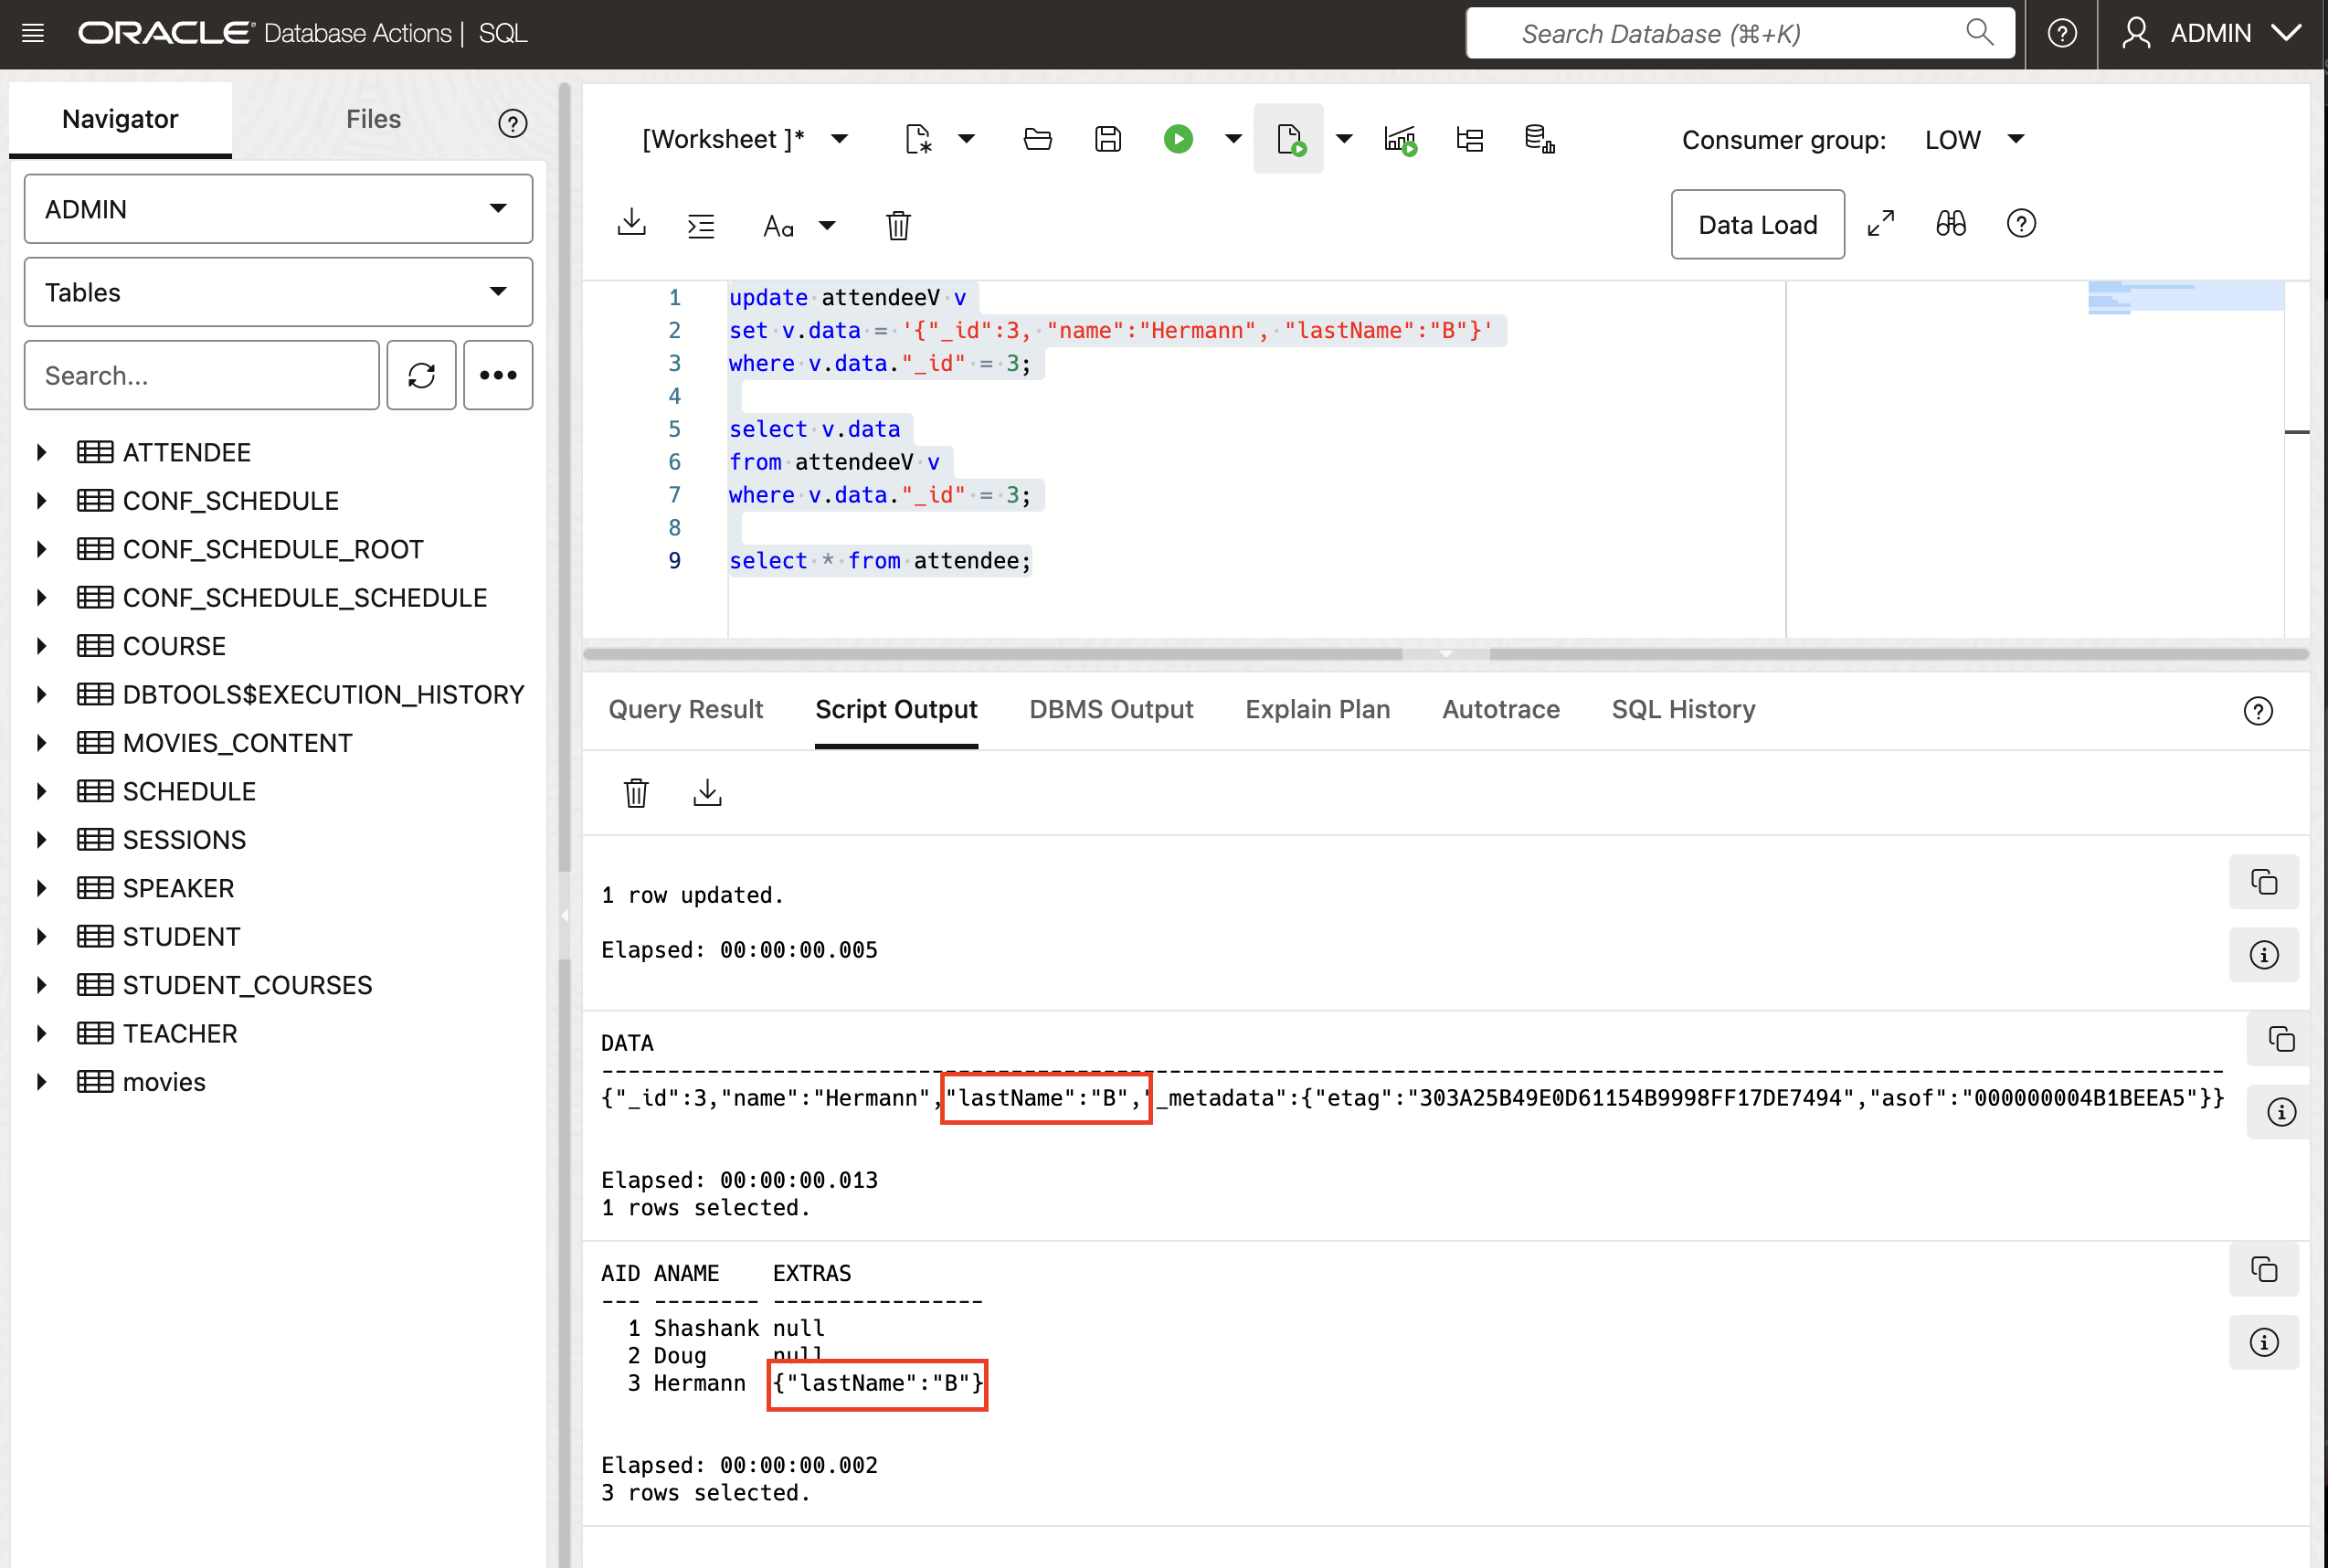 ORACLE Database Actions | SQL
Search Database (⌘+K)
ADMIN
Navigator
Files
ADMIN
Tables
Search...
ATTENDEE
CONF_SCHEDULE
CONF_SCHEDULE_ROOT
CONF_SCHEDULE_SCHEDULE
COURSE
DBTOOLS$EXECUTION_HISTORY
MOVIES_CONTENT
SCHEDULE
SESSIONS
SPEAKER
STUDENT
STUDENT_COURSES
TEACHER
movies
[Worksheet ]*
Consumer group: LOW
Aa
Data Load
1 update attendeeV v
2 set v.data = '{"_id":3, "name":"Hermann", "lastName":"B"}'
3 where v.data."_id" = 3;
4
5 select v.data
6 from attendeeV v
7 where v.data."_id" = 3;
8
9 select * from attendee;
Query Result
Script Output
DBMS Output
Explain Plan
Autotrace
SQL History
1 row updated.
Elapsed: 00:00:00.005
DATA
{"_id":3,"name":"Hermann","lastName":"B","_metadata":{"etag":"303A25B49E0D61154B9998FF17DE7494","asof":"000000004B1BEEA5"}}
Elapsed: 00:00:00.013
1 rows selected.
AID ANAME EXTRAS
--- -------- ----------------
1 Shashank null
2 Doug null
3 Hermann {"lastName":"B"}
Elapsed: 00:00:00.002
3 rows selected.